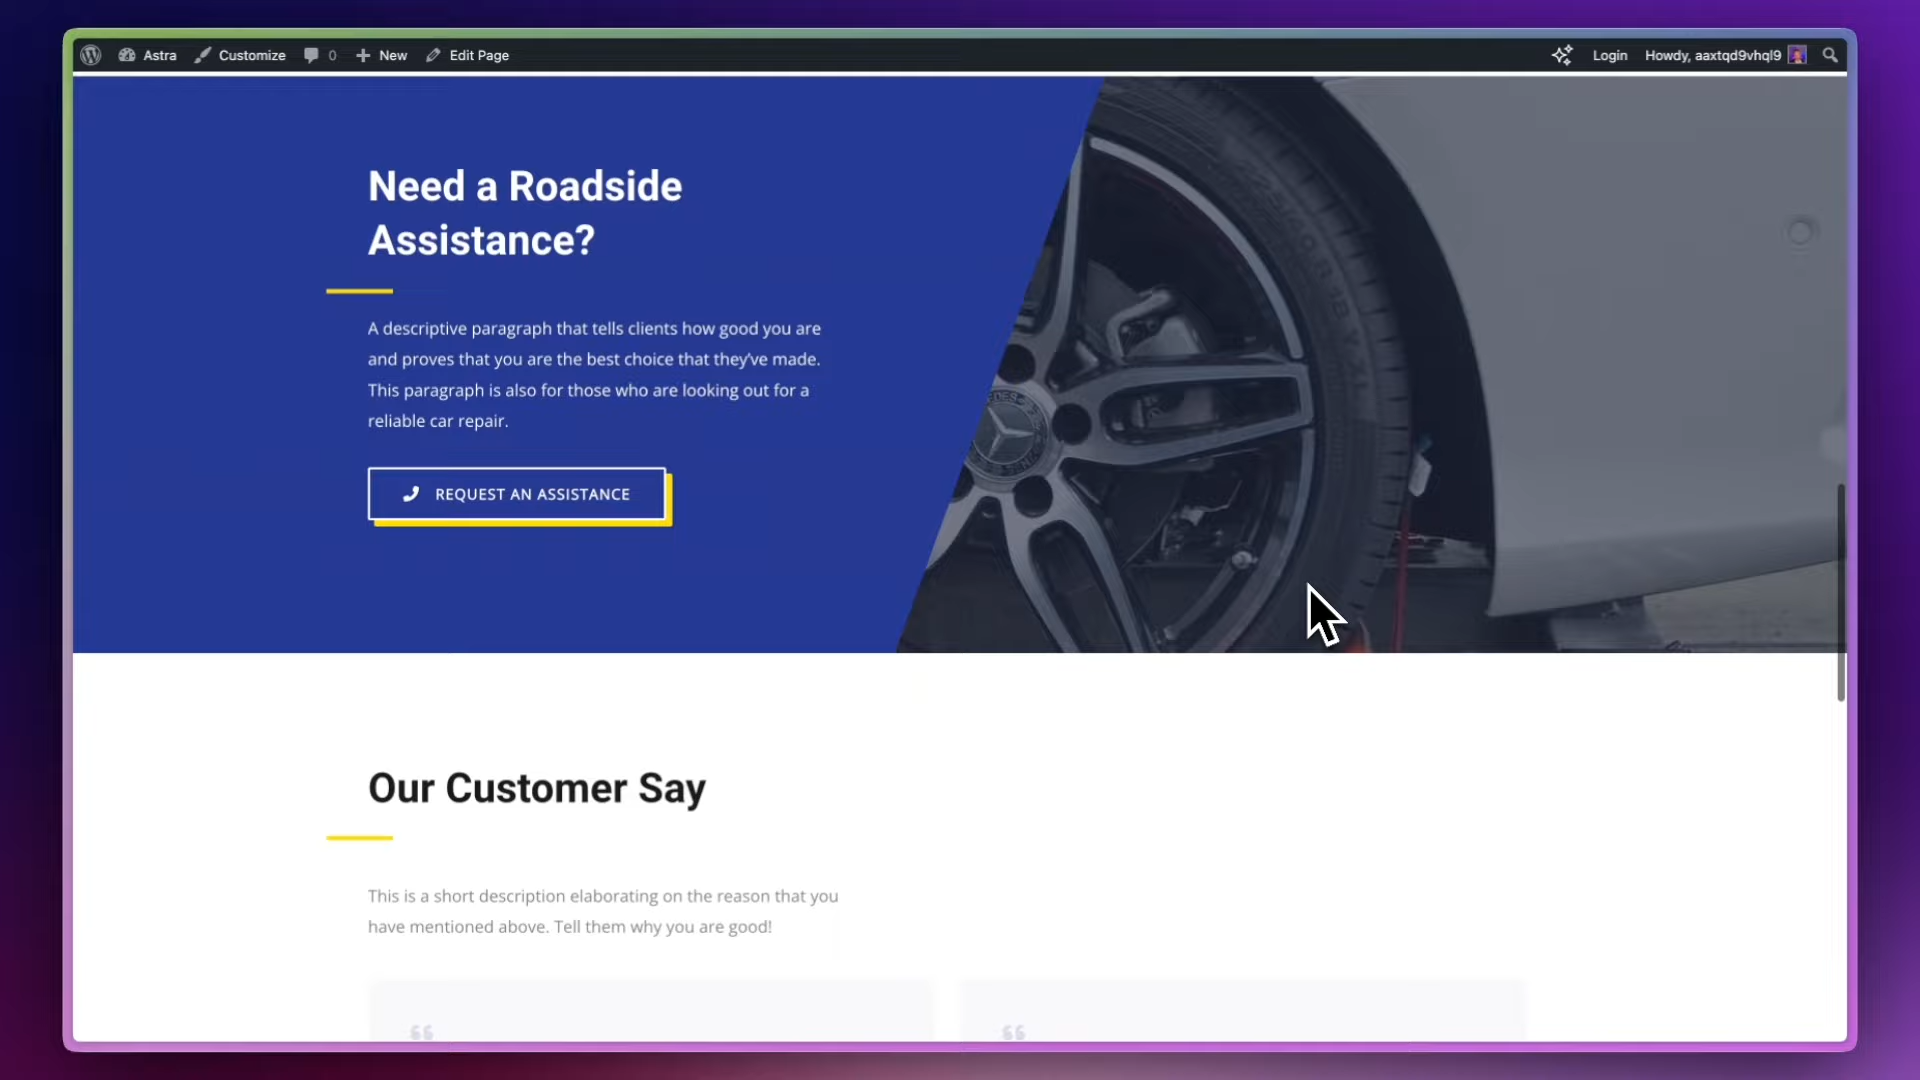 Astra Customize 0 New Edit Page Login Howdy, aaxtqd9vhql9
Need a Roadside
Assistance?
A descriptive paragraph that tells clients how good you are
and proves that you are the best choice that they've made.
This paragraph is also for those who are looking out for a
reliable car repair.
REQUEST AN ASSISTANCE
Our Customer Say
This is a short description elaborating on the reason that you
have mentioned above. Tell them why you are good!